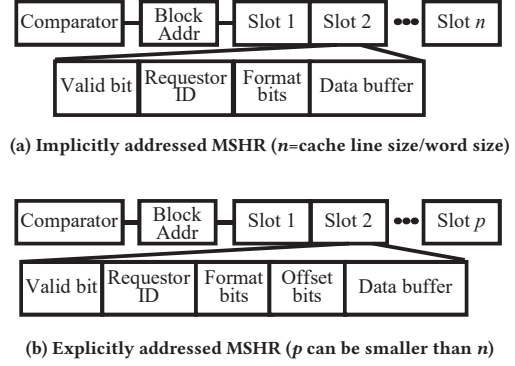 Comparator Block Addr Slot 1 Slot 2 ••• Slot n
Valid bit Requestor ID Format bits Data buffer
(a) Implicitly addressed MSHR (n=cache line size/word size)
Comparator Block Addr Slot 1 Slot 2 ••• Slot p
Valid bit Requestor ID Format bits Offset bits Data buffer
(b) Explicitly addressed MSHR (p can be smaller than n)